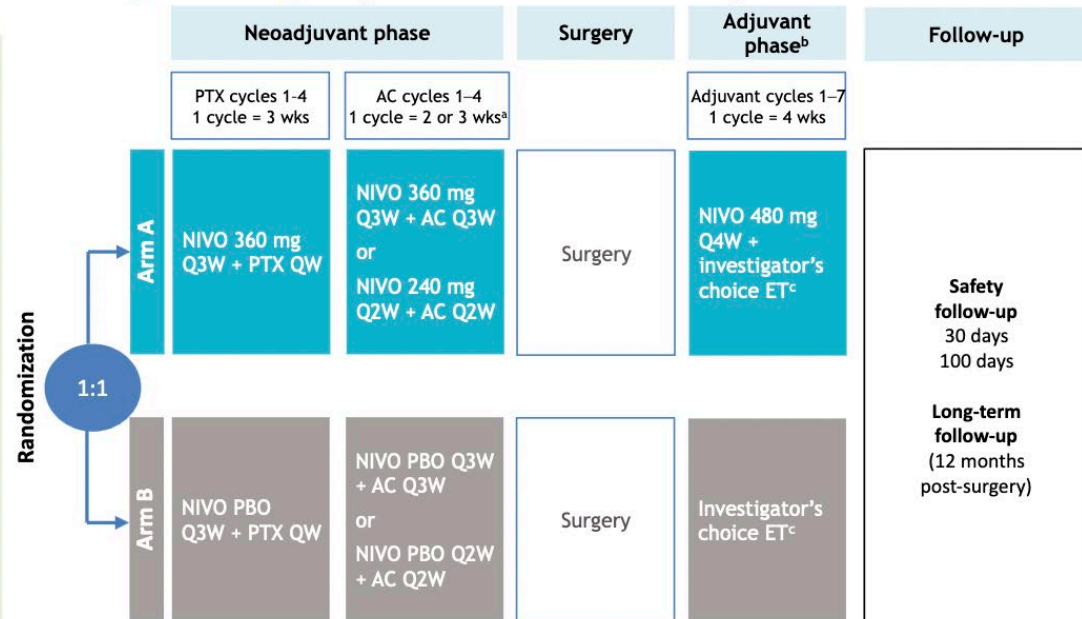 Neoadjuvant phase
Surgery
Adjuvant
phaseᵇ
Follow-up
PTX cycles 1-4
1 cycle = 3 wks
AC cycles 1–4
1 cycle = 2 or 3 wksᵃ
Adjuvant cycles 1–7
1 cycle = 4 wks
Randomization
1:1
Arm A
NIVO 360 mg
Q3W + PTX QW
NIVO 360 mg
Q3W + AC Q3W
or
NIVO 240 mg
Q2W + AC Q2W
Surgery
NIVO 480 mg
Q4W +
investigator's
choice ETᶜ
Arm B
NIVO PBO
Q3W + PTX QW
NIVO PBO Q3W
+ AC Q3W
or
NIVO PBO Q2W
+ AC Q2W
Surgery
Investigator's
choice ETᶜ
Safety
follow-up
30 days
100 days
Long-term
follow-up
(12 months
post-surgery)